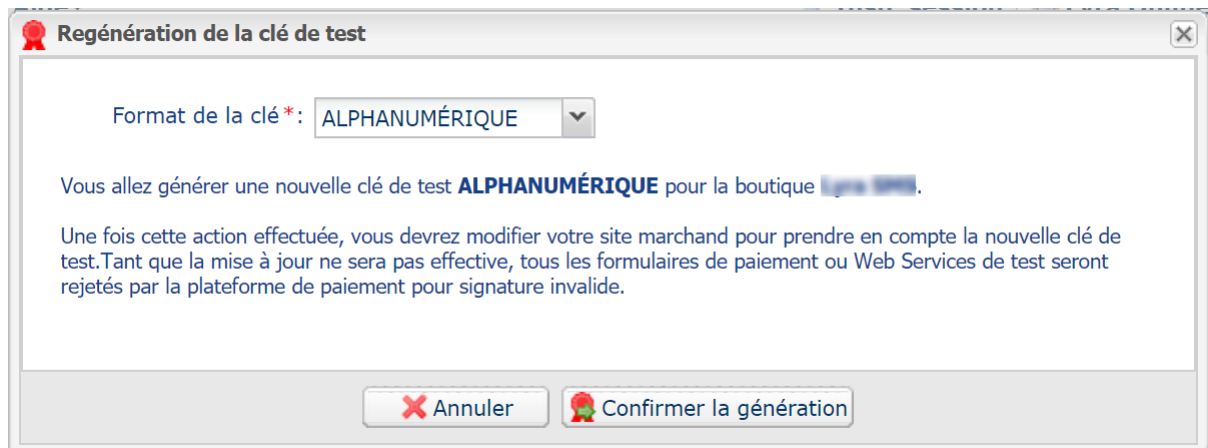 Regénération de la clé de test
Format de la clé*: ALPHANUMÉRIQUE
Vous allez générer une nouvelle clé de test ALPHANUMÉRIQUE pour la boutique .
Une fois cette action effectuée, vous devrez modifier votre site marchand pour prendre en compte la nouvelle clé de
test.Tant que la mise à jour ne sera pas effective, tous les formulaires de paiement ou Web Services de test seront
rejetés par la plateforme de paiement pour signature invalide.
Annuler Confirmer la génération